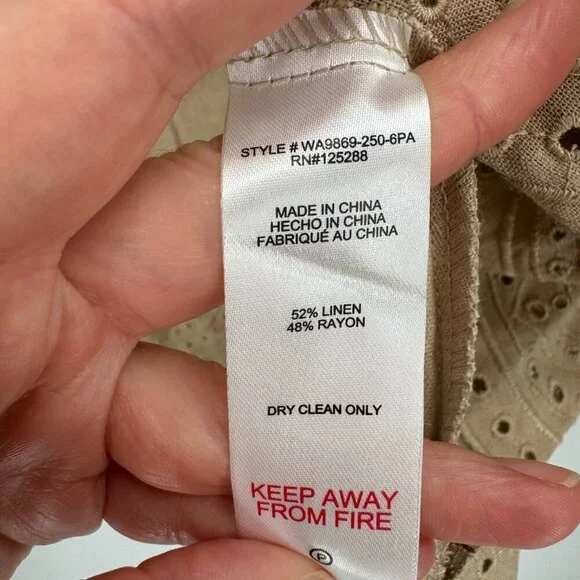 STYLE # WA9869-250-6PA
RN#125288
MADE IN CHINA
HECHO IN CHINA
FABRIQUÉ AU CHINA
52% LINEN
48% RAYON
DRY CLEAN ONLY
KEEP AWAY
FROM FIRE
P